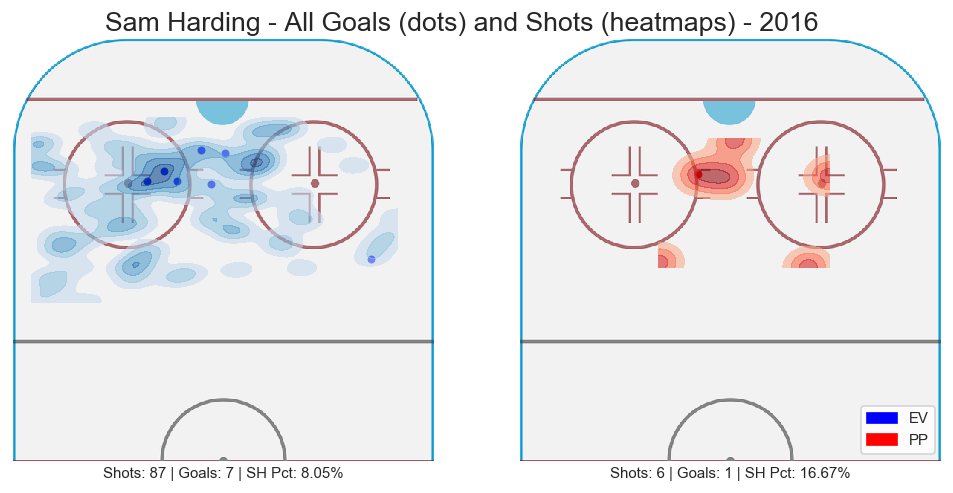 Sam Harding - All Goals (dots) and Shots (heatmaps) - 2016
EV
PP
Shots: 87 | Goals: 7 | SH Pct: 8.05%
Shots: 6 | Goals: 1 | SH Pct: 16.67%